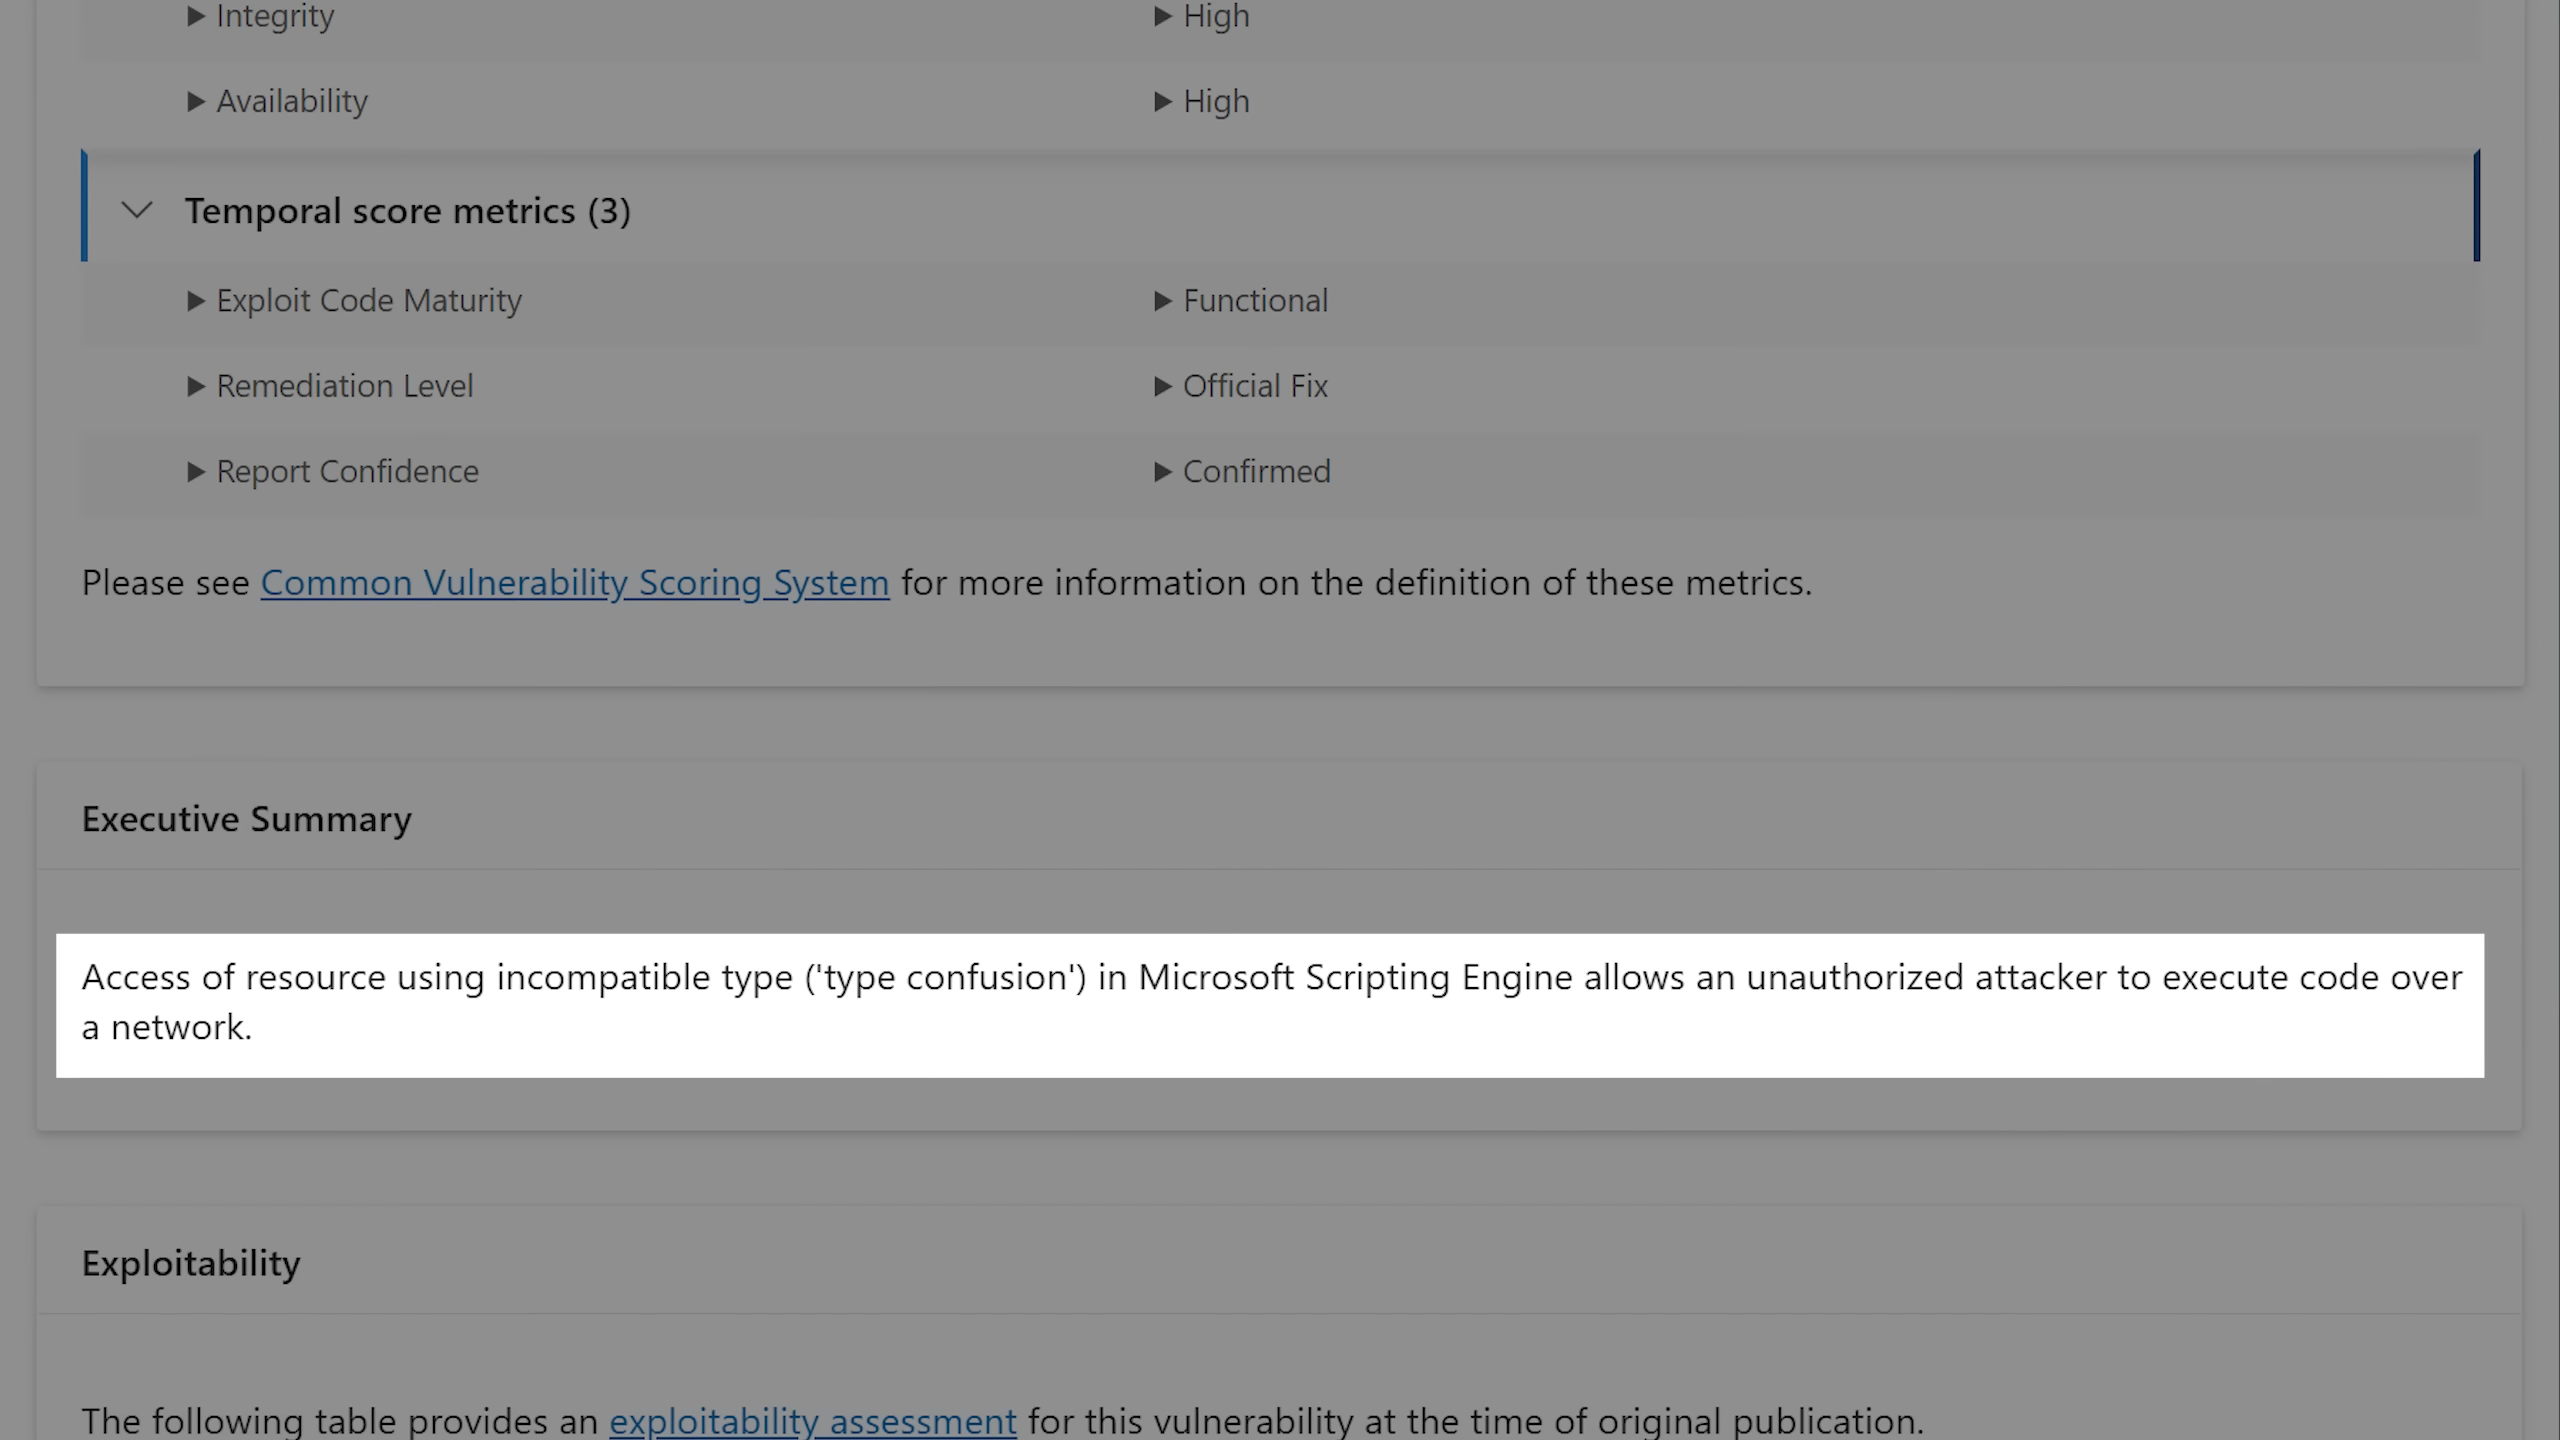 Integrity High
Availability High
Temporal score metrics (3)
Exploit Code Maturity Functional
Remediation Level Official Fix
Report Confidence Confirmed
Please see Common Vulnerability Scoring System for more information on the definition of these metrics.
Executive Summary
Access of resource using incompatible type ('type confusion') in Microsoft Scripting Engine allows an unauthorized attacker to execute code over
a network.
Exploitability
The following table provides an exploitability assessment for this vulnerability at the time of original publication.